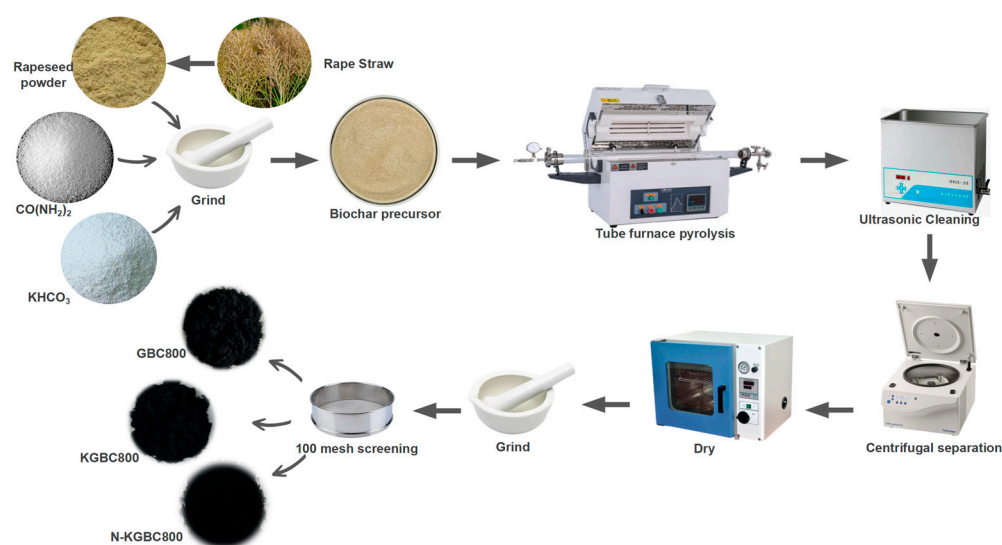 Rape Straw
Rapeseed
powder
CO(NH₂)₂
KHCO₃
Grind
Biochar precursor
Tube furnace pyrolysis
Ultrasonic Cleaning
Centrifugal separation
Dry
Grind
100 mesh screening
GBC800
KGBC800
N-KGBC800